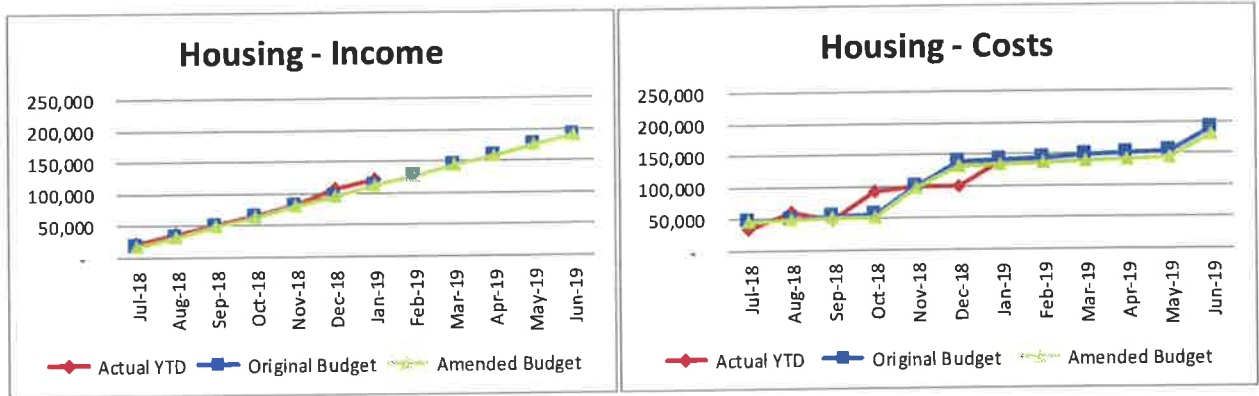 Housing - Income
250,000
200,000
150,000
100,000
50,000
-
Jul-18
Aug-18
Sep-18
Oct-18
Nov-18
Dec-18
Jan-19
Feb-19
Mar-19
Apr-19
May-19
Jun-19
Actual YTD Original Budget Amended Budget
Housing - Costs
250,000
200,000
150,000
100,000
50,000
-
Jul-18
Aug-18
Sep-18
Oct-18
Nov-18
Dec-18
Jan-19
Feb-19
Mar-19
Apr-19
May-19
Jun-19
Actual YTD Original Budget Amended Budget